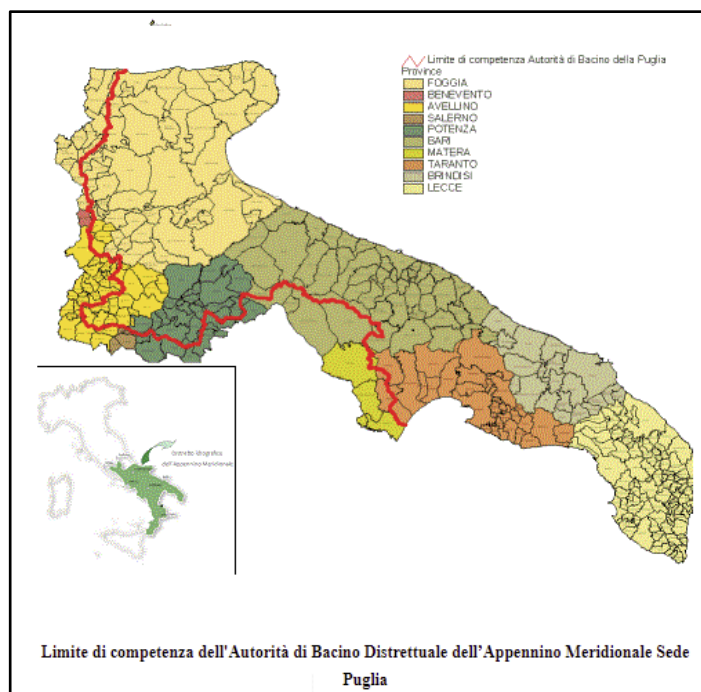 Limite di competenza Autorità di Bacino della Puglia
Province
FOGGIA
BENEVENTO
AVELLINO
SALERNO
POTENZA
BARI
MATERA
TARANTO
BRINDISI
LECCE
Distretto Idrografico
dell'Appennino Meridionale
Limite di competenza dell'Autorità di Bacino Distrettuale dell'Appennino Meridionale Sede
Puglia